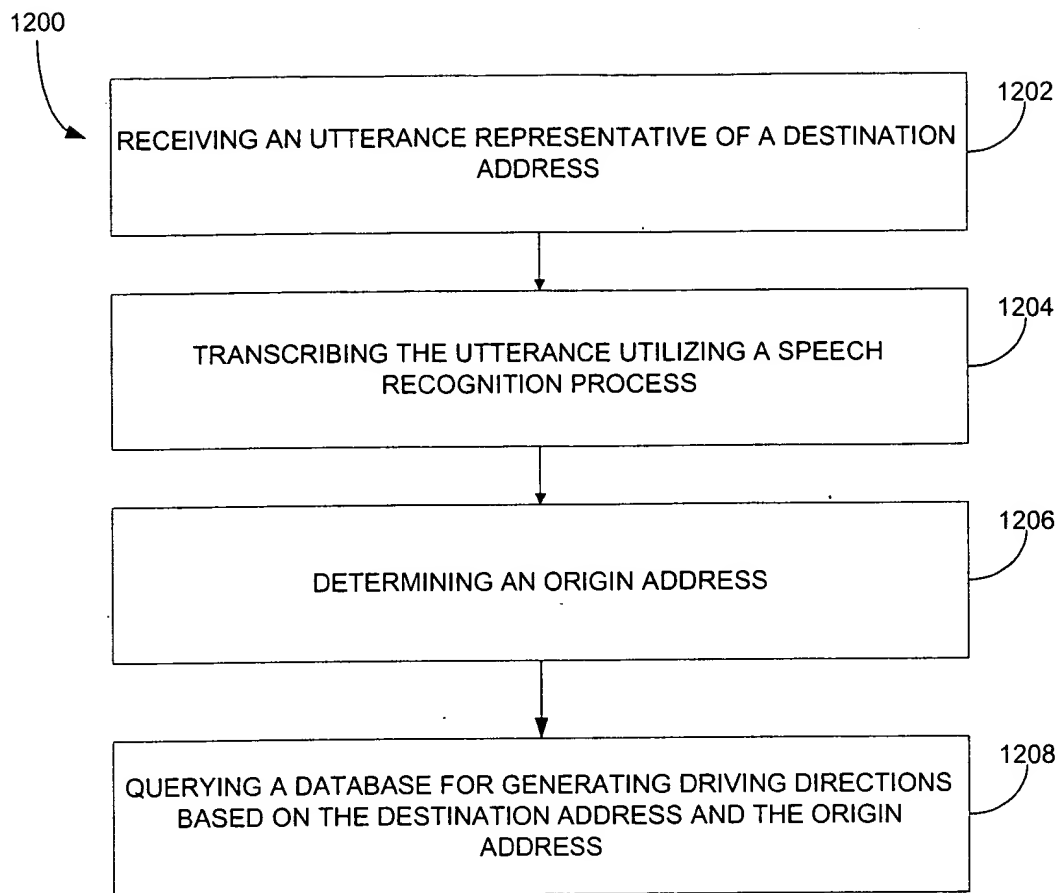 1200
1202
RECEIVING AN UTTERANCE REPRESENTATIVE OF A DESTINATION
ADDRESS
1204
TRANSCRIBING THE UTTERANCE UTILIZING A SPEECH
RECOGNITION PROCESS
1206
DETERMINING AN ORIGIN ADDRESS
1208
QUERYING A DATABASE FOR GENERATING DRIVING DIRECTIONS
BASED ON THE DESTINATION ADDRESS AND THE ORIGIN
ADDRESS